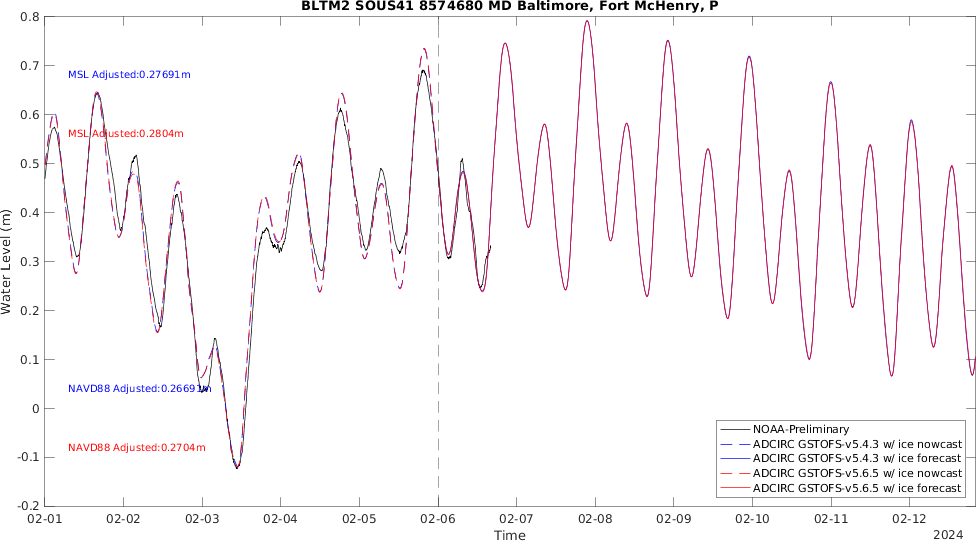 BLTM2 SOUS41 8574680 MD Baltimore, Fort McHenry, P
Water Level (m)
0.8
0.7
0.6
0.5
0.4
0.3
0.2
0.1
0
-0.1
-0.2
MSL Adjusted:0.27691m
MSL Adjusted:0.2804m
NAVD88 Adjusted:0.26691m
NAVD88 Adjusted:0.2704m
NOAA-Preliminary
ADCIRC GSTOFS-v5.4.3 w/ ice nowcast
ADCIRC GSTOFS-v5.4.3 w/ ice forecast
ADCIRC GSTOFS-v5.6.5 w/ ice nowcast
ADCIRC GSTOFS-v5.6.5 w/ ice forecast
02-01 02-02 02-03 02-04 02-05 02-06 02-07 02-08 02-09 02-10 02-11 02-12
Time
2024